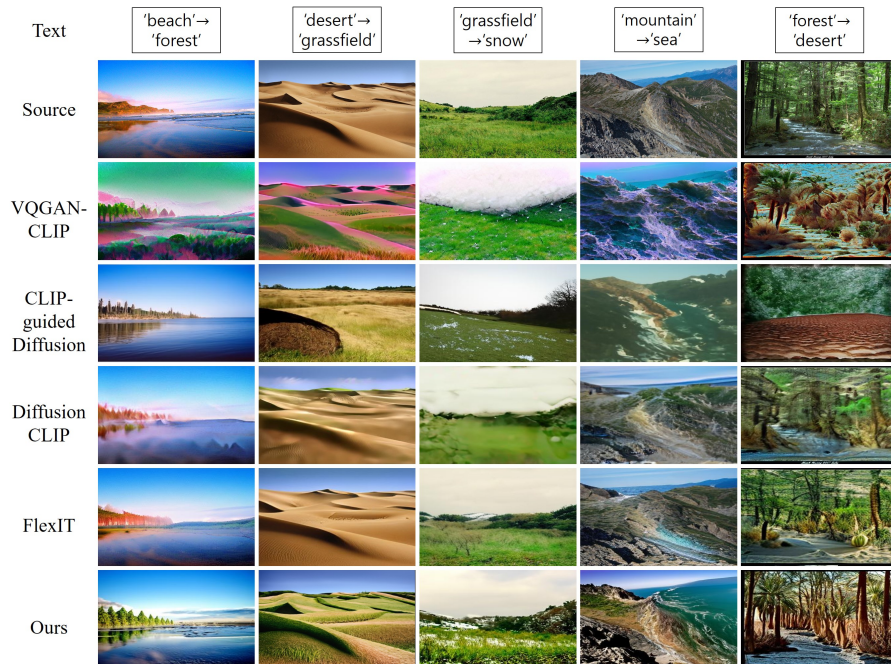 Text
'beach'→
'forest'
'desert'→
'grassfield'
'grassfield'
→'snow'
'mountain'
→'sea'
'forest'→
'desert'
Source
VQGAN-
CLIP
CLIP-
guided
Diffusion
Diffusion
CLIP
FlexIT
Ours